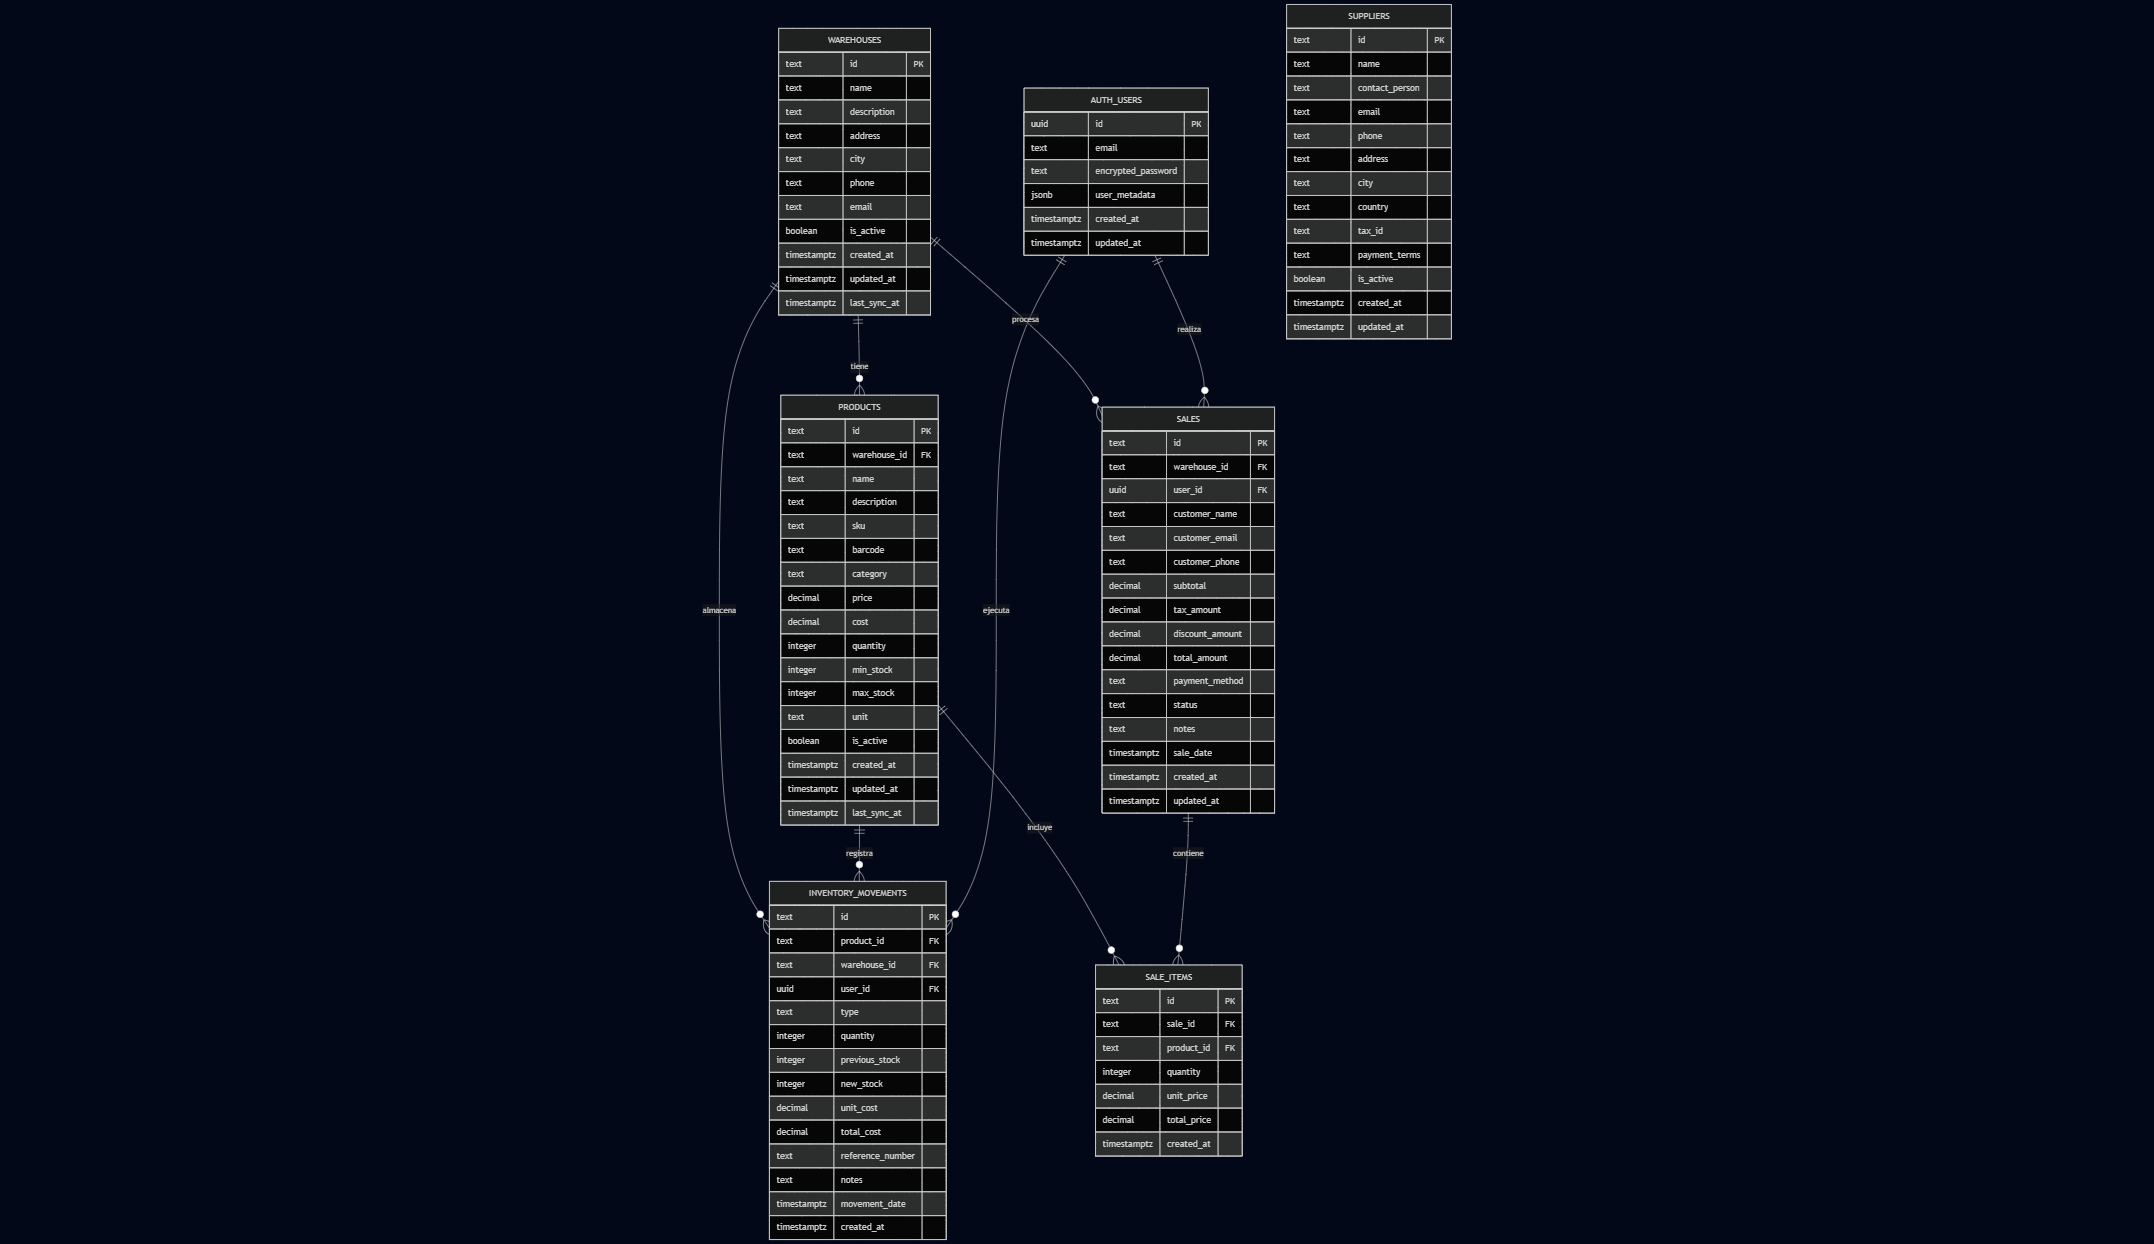 WAREHOUSES
text id PK
text name
text description
text address
text city
text phone
text email
boolean is_active
timestamptz created_at
timestamptz updated_at
timestamptz last_sync_at
AUTH_USERS
uuid id PK
text email
text encrypted_password
jsonb user_metadata
timestamptz created_at
timestamptz updated_at
SUPPLIERS
text id PK
text name
text contact_person
text email
text phone
text address
text city
text country
text tax_id
text payment_terms
boolean is_active
timestamptz created_at
timestamptz updated_at
procesa
realiza
tiene
PRODUCTS
text id PK
text warehouse_id FK
text name
text description
text sku
text barcode
text category
decimal price
decimal cost
integer quantity
integer min_stock
integer max_stock
text unit
boolean is_active
timestamptz created_at
timestamptz updated_at
timestamptz last_sync_at
SALES
text id PK
text warehouse_id FK
uuid user_id FK
text customer_name
text customer_email
text customer_phone
decimal subtotal
decimal tax_amount
decimal discount_amount
decimal total_amount
text payment_method
text status
text notes
timestamptz sale_date
timestamptz created_at
timestamptz updated_at
almacena
ejecuta
incluye
registra
contiene
INVENTORY_MOVEMENTS
text id PK
text product_id FK
text warehouse_id FK
uuid user_id FK
text type
integer quantity
integer previous_stock
integer new_stock
decimal unit_cost
decimal total_cost
text reference_number
text notes
timestamptz movement_date
timestamptz created_at
SALE_ITEMS
text id PK
text sale_id FK
text product_id FK
integer quantity
decimal unit_price
decimal total_price
timestamptz created_at